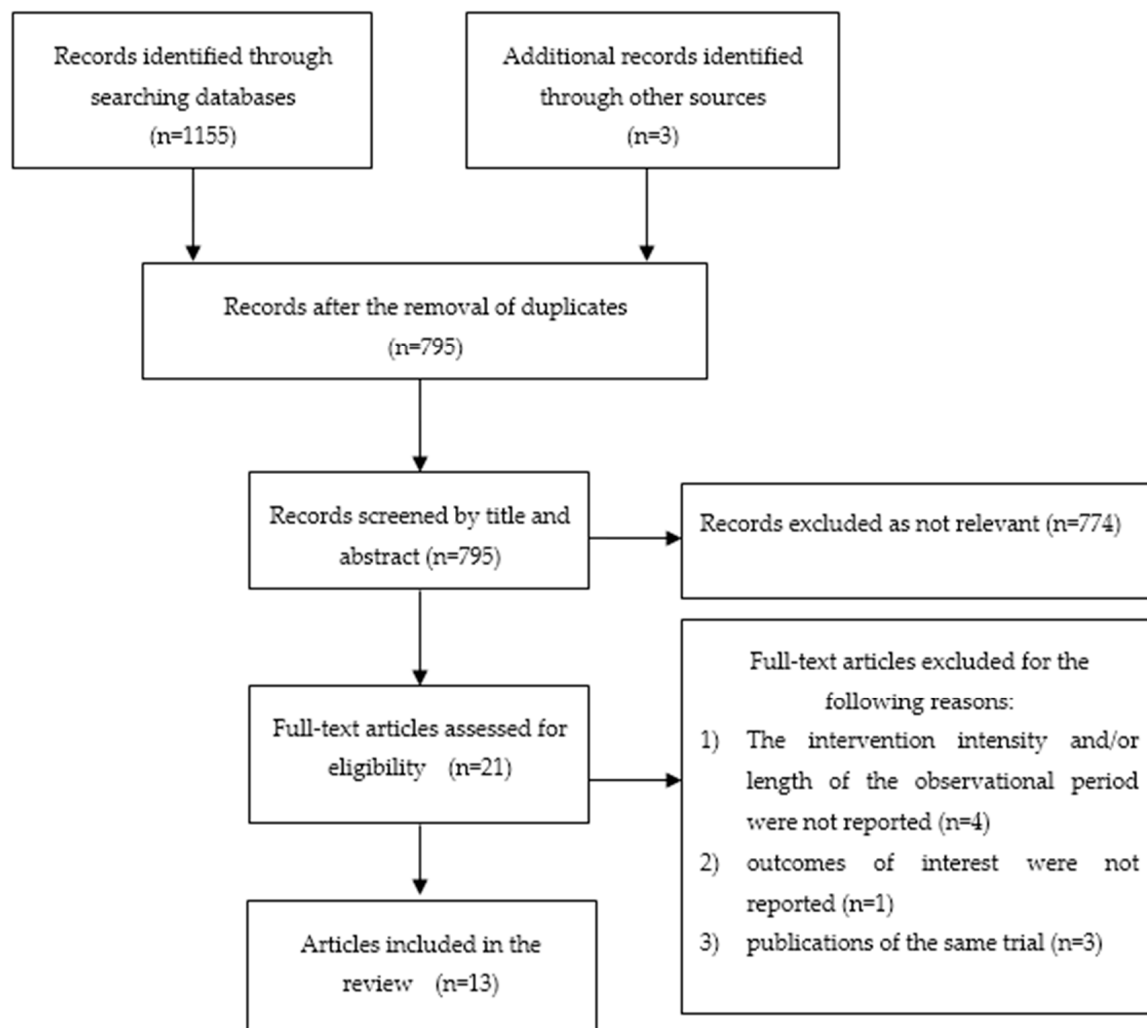 Records identified through
searching databases
(n=1155)
Additional records identified
through other sources
(n=3)
Records after the removal of duplicates
(n=795)
Records screened by title and
abstract (n=795)
Records excluded as not relevant (n=774)
Full-text articles assessed for
eligibility (n=21)
Full-text articles excluded for the
following reasons:
1) The intervention intensity and/or
length of the observational period
were not reported (n=4)
2) outcomes of interest were not
reported (n=1)
3) publications of the same trial (n=3)
Articles included in the
review (n=13)